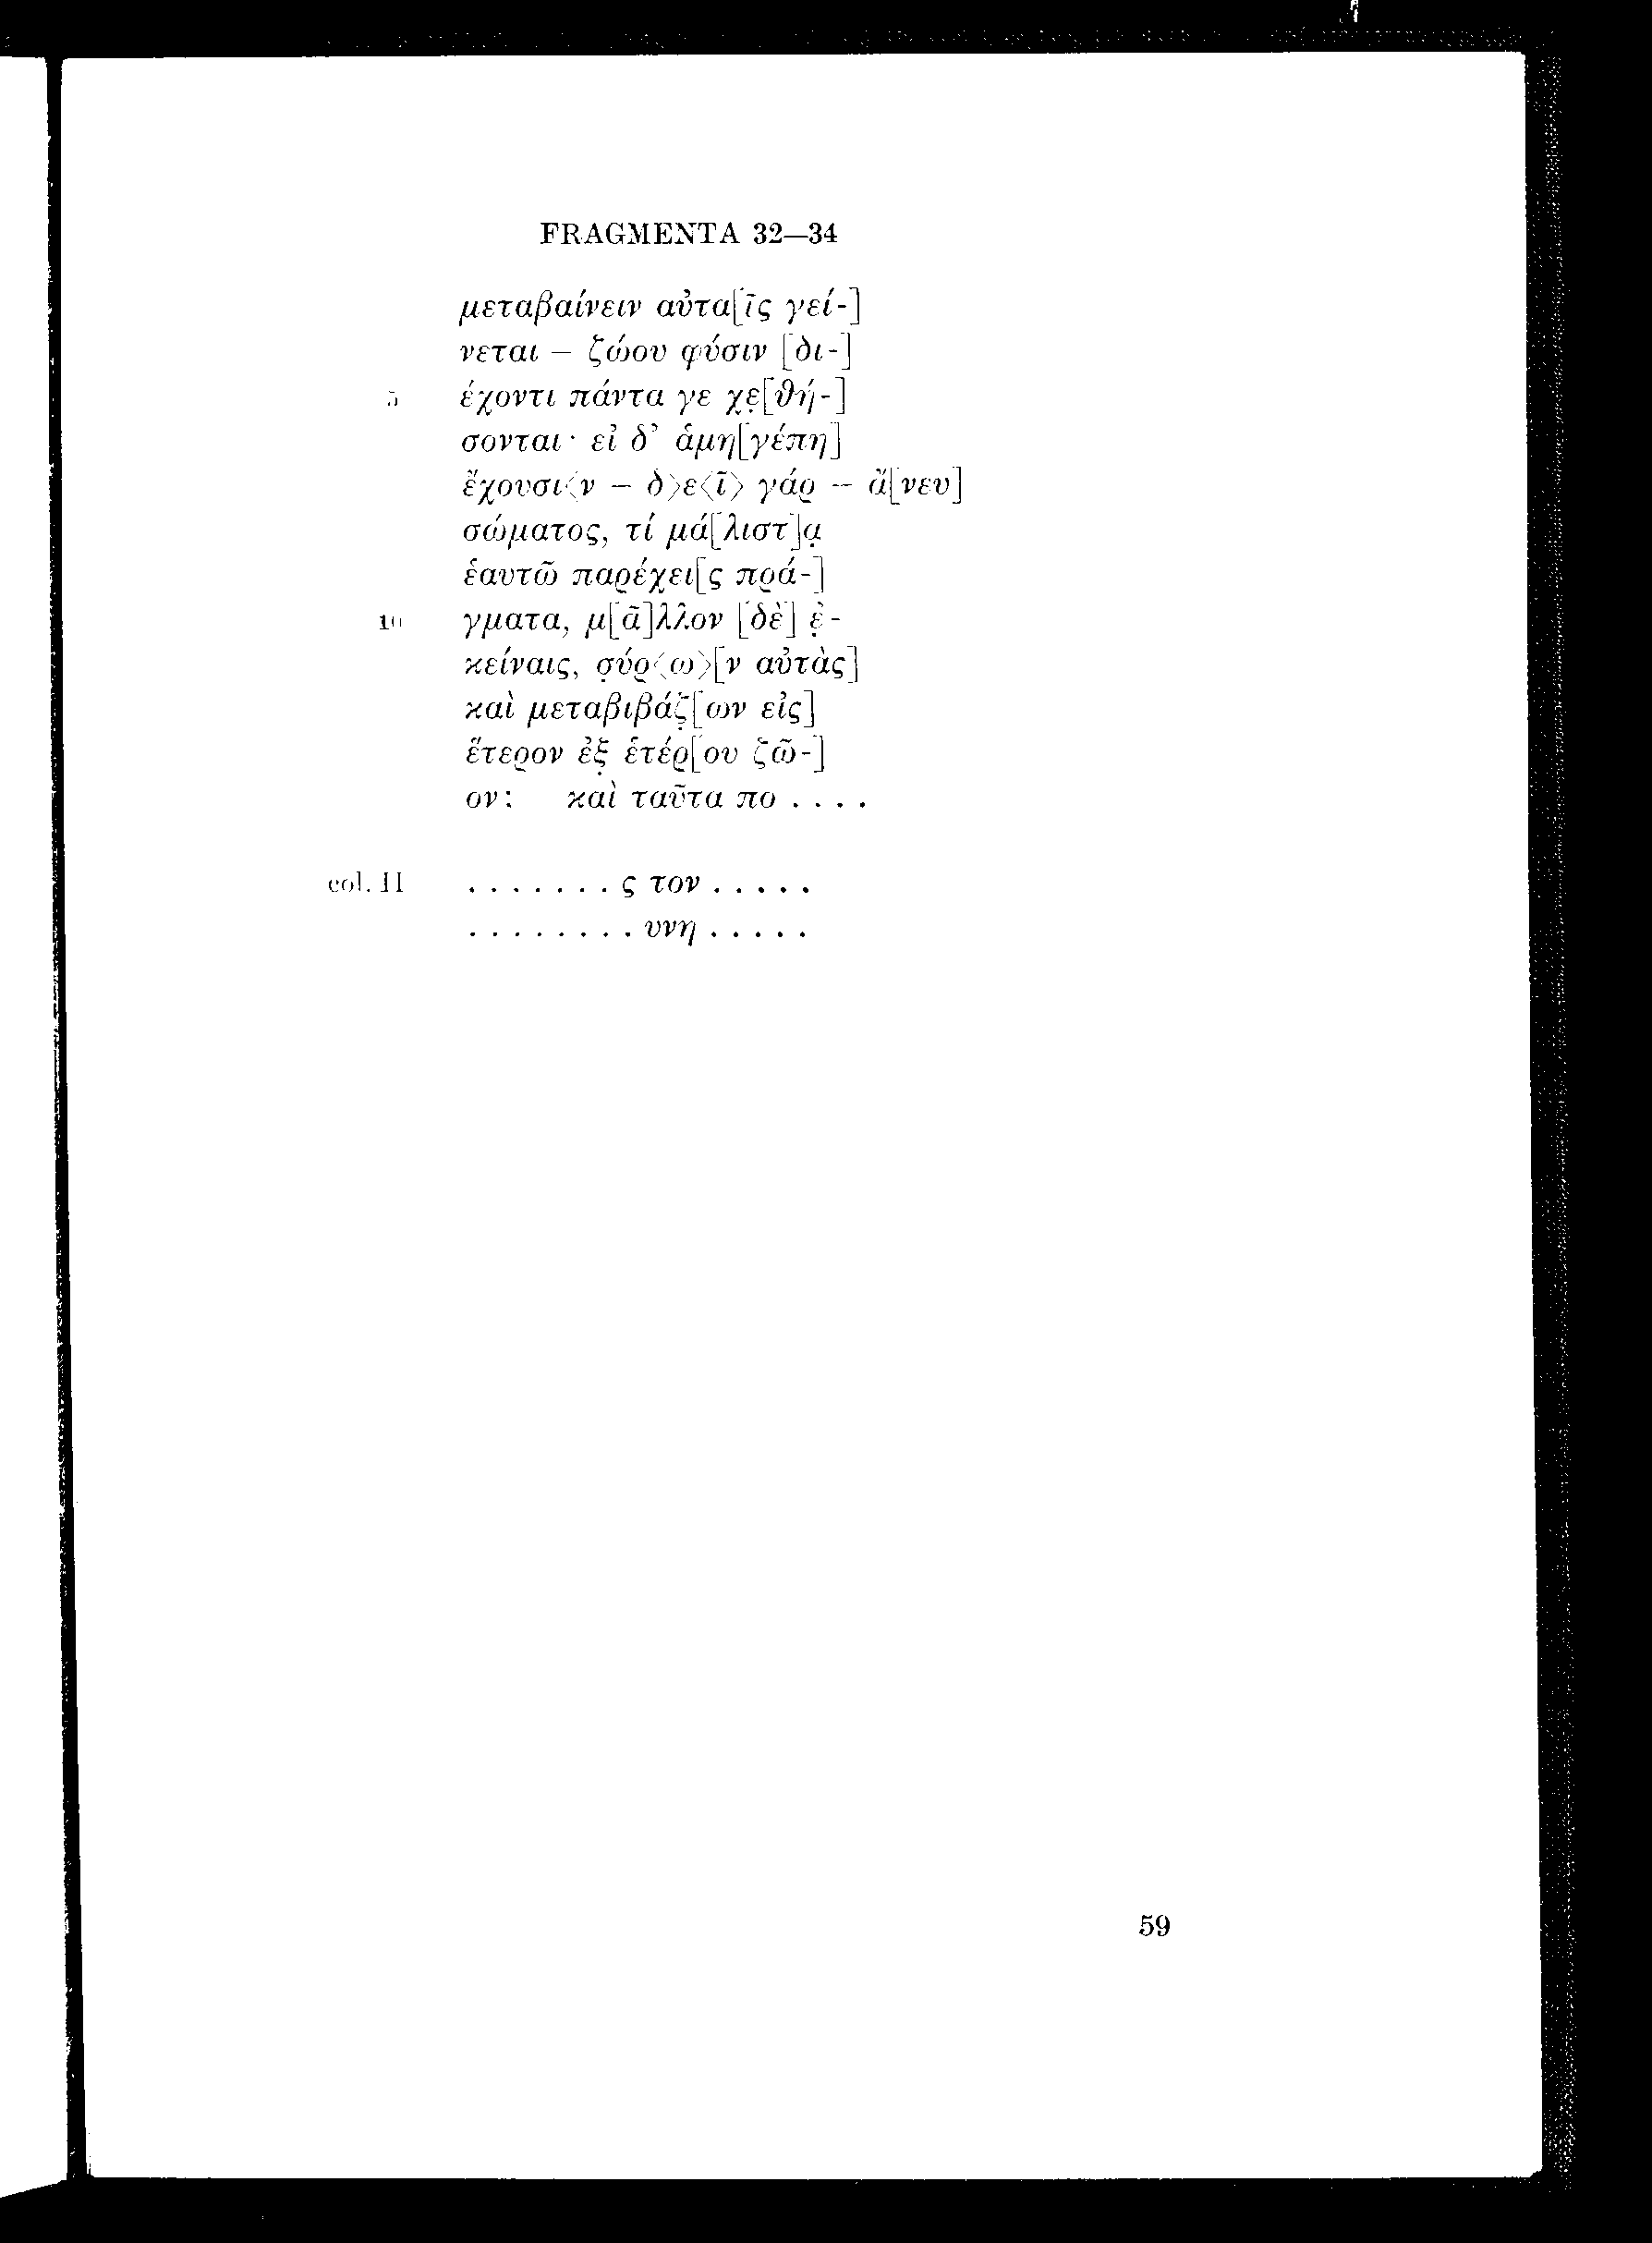 FRAGMENTA 32—34
μεταβαίνειν αὐτα[ῖς γεί-]
νεται — ζώου φύσιν [δι-]
5 έχοντι πάντα γε χε̣[θή-]
σονται· εἰ δ’ ἁμη[γέπη]
ἔχουσι⟨ν — δ⟩ε⟨ῖ⟩ γάρ — ἄ[νευ]
σώματος, τί μά[λιστ]α̣
ἑαυτῶ παρέχει[ς πρά-]
10 γματα, μ[ᾶ]λλον [δὲ] ἐ̣-
κείναις, σ̣ύρ⟨ω⟩[ν αὐτὰς]
καὶ μεταβιβάζ̣[ων εἰς]
ἕτερον ἐξ̣ ἑτέρ[ου ζῶ-]
ον: καὶ ταῦτα πο . . . .
col. II . . . . . . . ς τον . . . . .
. . . . . . . . υνη . . . . .
59